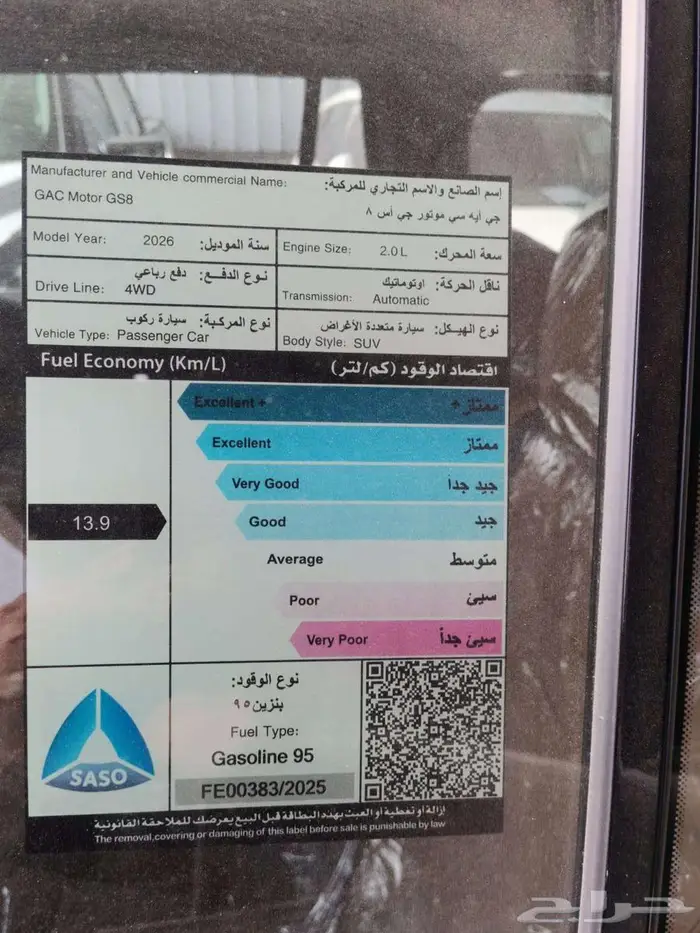 Manufacturer and Vehicle commercial Name: إسم الصانع والاسم التجاري للمركبة:
GAC Motor GS8 جي أيه سي موتور جي أس ٨
Model Year: 2026 سنة الموديل: Engine Size: 2.0 L سعة المحرك:
نوع الدفع: دفع رباعي ناقل الحركة: اوتوماتيك
Drive Line: 4WD Transmission: Automatic
نوع المركبة: سيارة ركوب نوع الهيكل: سيارة متعددة الأغراض
Vehicle Type: Passenger Car Body Style: SUV
Fuel Economy (Km/L) اقتصاد الوقود (كم/لتر)
Excellent + ممتاز +
Excellent ممتاز
Very Good جيد جداً
13.9 Good جيد
Average متوسط
Poor سيئ
Very Poor سيئ جداً
نوع الوقود:
بنزين ٩٥
Fuel Type:
Gasoline 95
SASO
FE00383/2025
إزالة أو تغطية أو العبث بهذه البطاقة قبل البيع يعرضك للملاحقة القانونية
The removal,covering or damaging of this label before sale is punishable by law
حراج